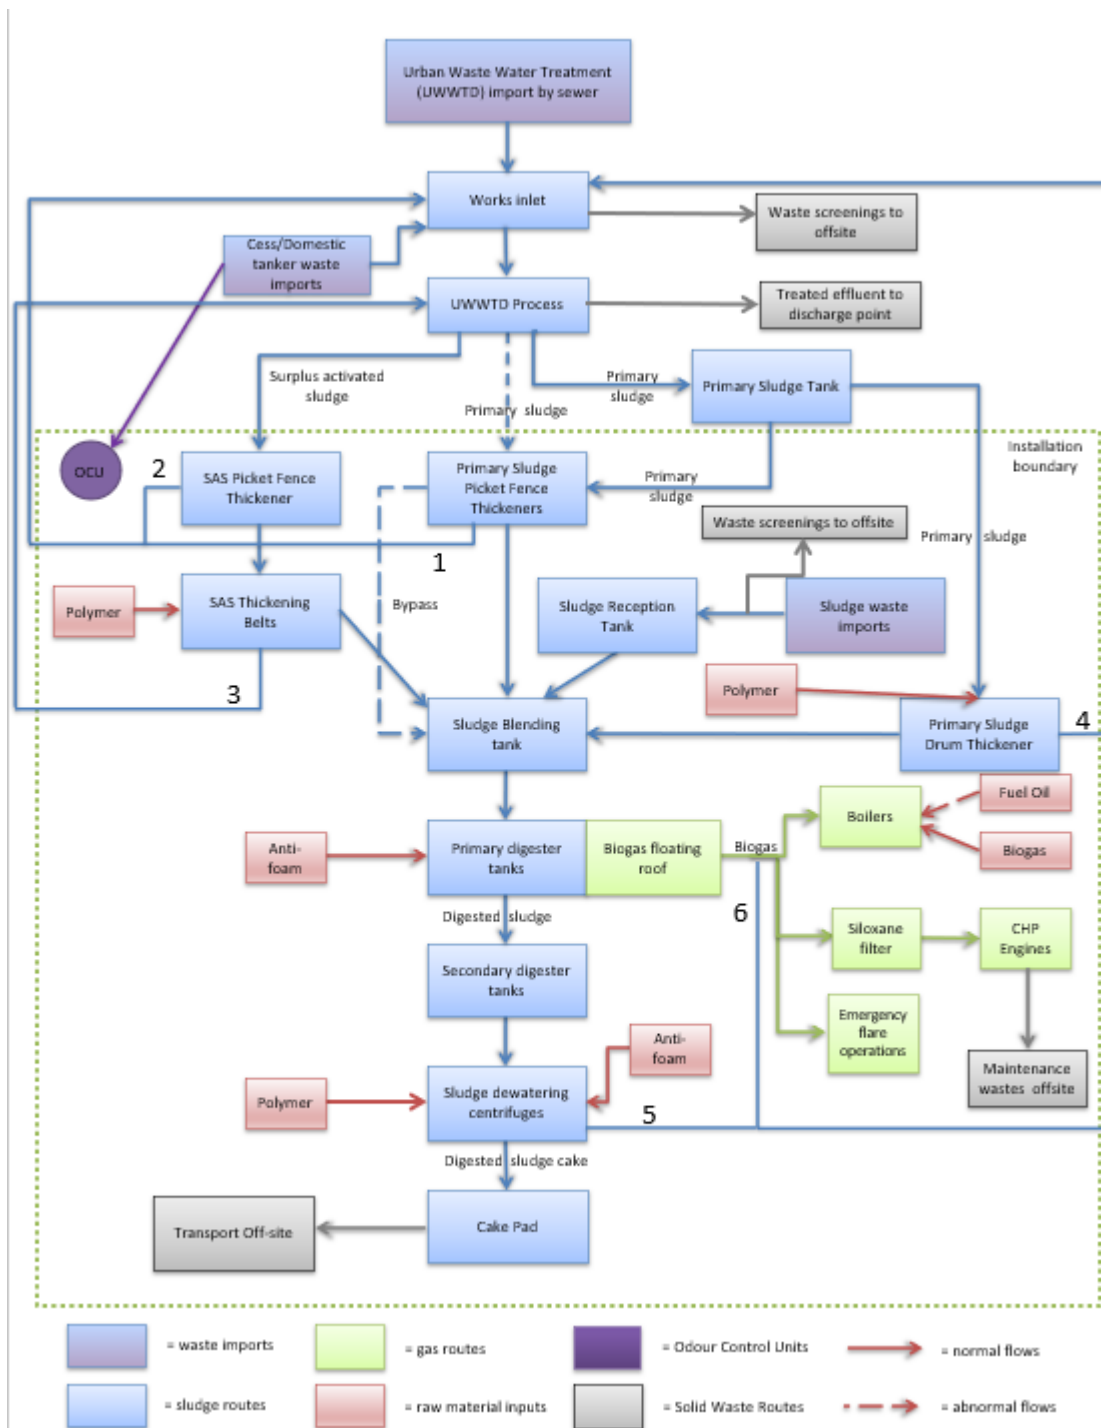 Urban Waste Water Treatment
(UWWTD) import by sewer
Works inlet
Waste screenings to
offsite
Cess/Domestic
tanker waste
imports
UWWTD Process
Treated effluent to
discharge point
Surplus activated
sludge
Primary sludge
Primary
sludge
Primary Sludge Tank
Installation
boundary
OCU
2
SAS Picket Fence
Thickener
Primary Sludge
Picket Fence
Thickeners
Primary
sludge
Waste screenings to offsite
Primary sludge
1
Polymer
SAS Thickening
Belts
Bypass
Sludge Reception
Tank
Sludge waste
imports
3
Polymer
Sludge Blending
tank
Primary Sludge
Drum Thickener
4
Fuel Oil
Boilers
Biogas
Anti-
foam
Primary digester
tanks
Biogas floating
roof
Biogas
6
Digested sludge
Siloxane
filter
CHP
Engines
Secondary digester
tanks
Emergency
flare
operations
Anti-
foam
Maintenance
wastes offsite
Polymer
Sludge dewatering
centrifuges
5
Digested sludge cake
Transport Off-site
Cake Pad
= waste imports
= gas routes
= Odour Control Units
= normal flows
= sludge routes
= raw material inputs
= Solid Waste Routes
= abnormal flows